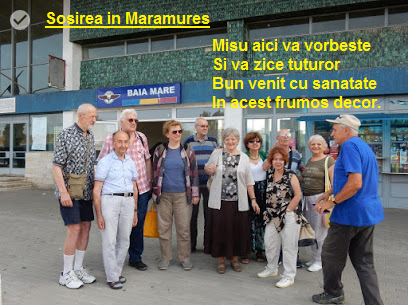 Sosirea in Maramures
Misu aici va vorbeste
Si va zice tuturor
Bun venit cu sanatate
In acest frumos decor.
BAIA MARE